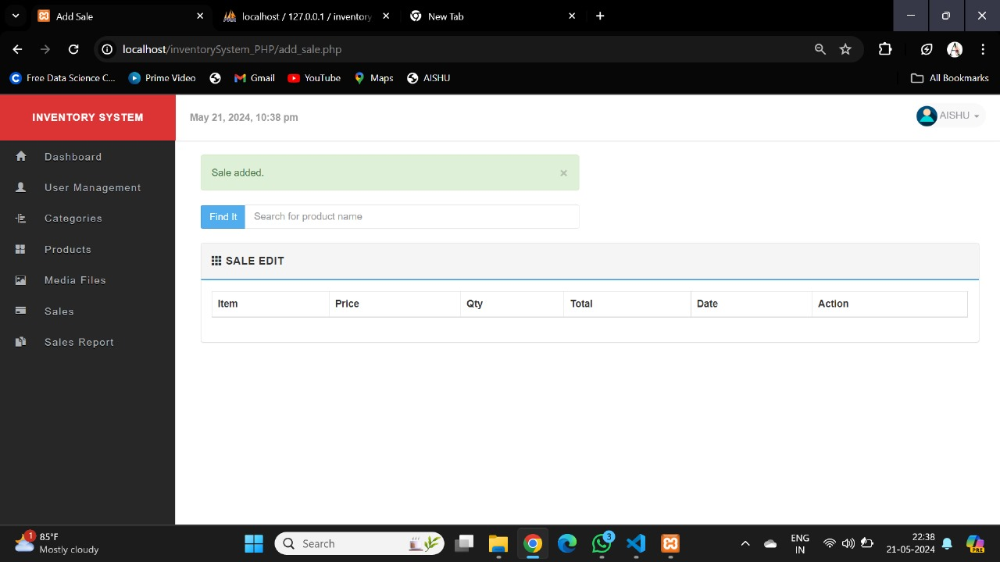 Add Sale
localhost / 127.0.0.1 / inventory
New Tab
localhost/inventorySystem_PHP/add_sale.php
Free Data Science C...
Prime Video
Gmail
YouTube
Maps
AISHU
All Bookmarks
INVENTORY SYSTEM
May 21, 2024, 10:38 pm
AISHU
Dashboard
User Management
Categories
Products
Media Files
Sales
Sales Report
Sale added.
Find It Search for product name
SALE EDIT
Item Price Qty Total Date Action
1
85°F
Mostly cloudy
Search
3
ENG
IN
22:38
21-05-2024
PRE